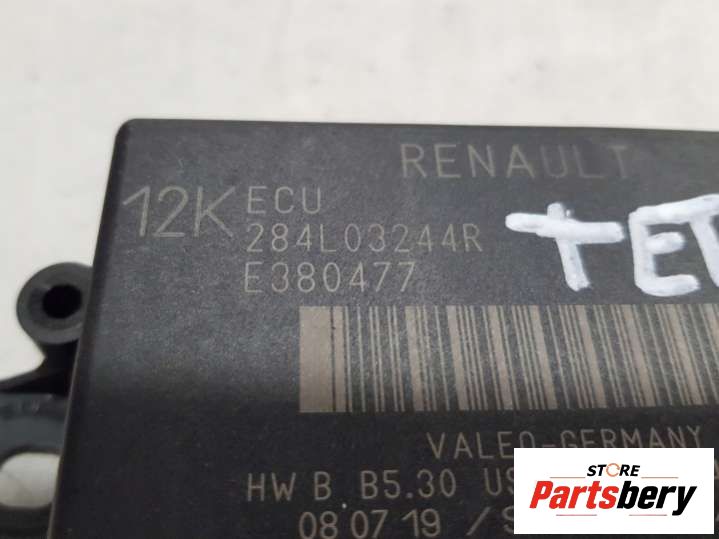 RENAULT
12K
ECU
284L03244R
E380477
VALEO-GERMANY
HW B B5.30
08 07 19 /
STORE
Partsbery